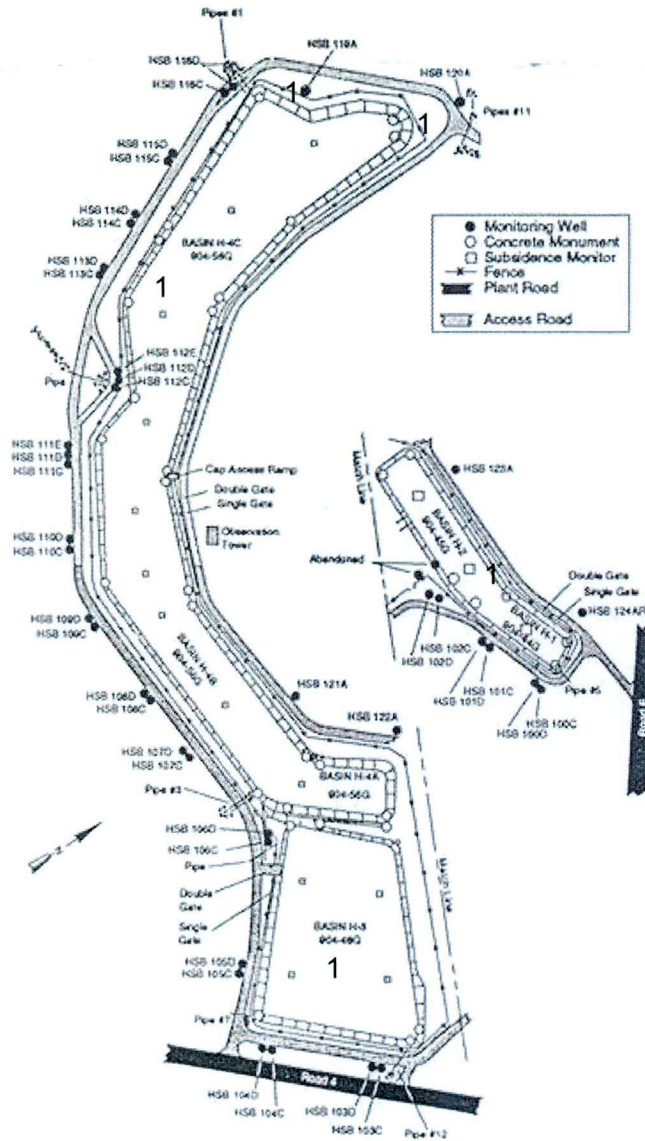 Pipes #1
HSB 119A
HSB 120A
Pipes #11
HSB 116D
HSB 116C
1
1
HSB 115D
HSB 115C
HSB 114D
HSB 114C
BASIN H-4C
904-56G
1
HSB 113D
HSB 113C
Monitoring Well
Concrete Monument
Subsidence Monitor
Fence
Plant Road
Access Road
Pipe
HSB 112E
HSB 112D
HSB 112C
HSB 111E
HSB 111D
HSB 111C
Cap Access Ramp
Double Gate
Single Gate
Observation
Tower
HSB 110D
HSB 110C
Match Line
HSB 123A
BASIN H-2
904-45G
1
Abandoned
Double Gate
Single Gate
HSB 124AR
BASIN H-1
904-44G
HSB 102C
HSB 102D
HSB 101C
HSB 101D
Pipe #5
HSB 100C
HSB 100D
HSB 109D
HSB 109C
BASIN H-4B
904-56G
HSB 121A
HSB 122A
HSB 108D
HSB 108C
HSB 107D
HSB 107C
BASIN H-4A
904-56G
Pipe #3
HSB 106D
HSB 106C
Pipe
Match Line
Double
Gate
Single
Gate
BASIN H-3
904-46G
1
HSB 105D
HSB 105C
Pipe #7
Road 4
HSB 104D
HSB 104C
HSB 103D
HSB 103C
Pipe #12